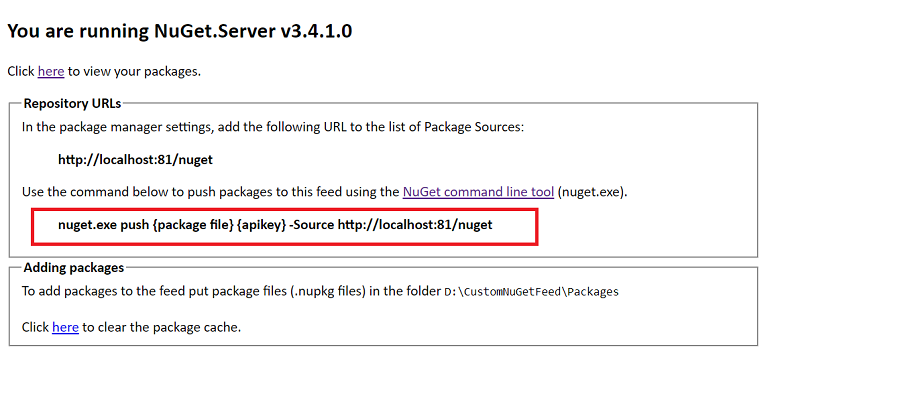 You are running NuGet.Server v3.4.1.0
Click here to view your packages.
Repository URLs
In the package manager settings, add the following URL to the list of Package Sources:
http://localhost:81/nuget
Use the command below to push packages to this feed using the NuGet command line tool (nuget.exe).
nuget.exe push {package file} {apikey} -Source http://localhost:81/nuget
Adding packages
To add packages to the feed put package files (.nupkg files) in the folder D:\CustomNuGetFeed\Packages
Click here to clear the package cache.